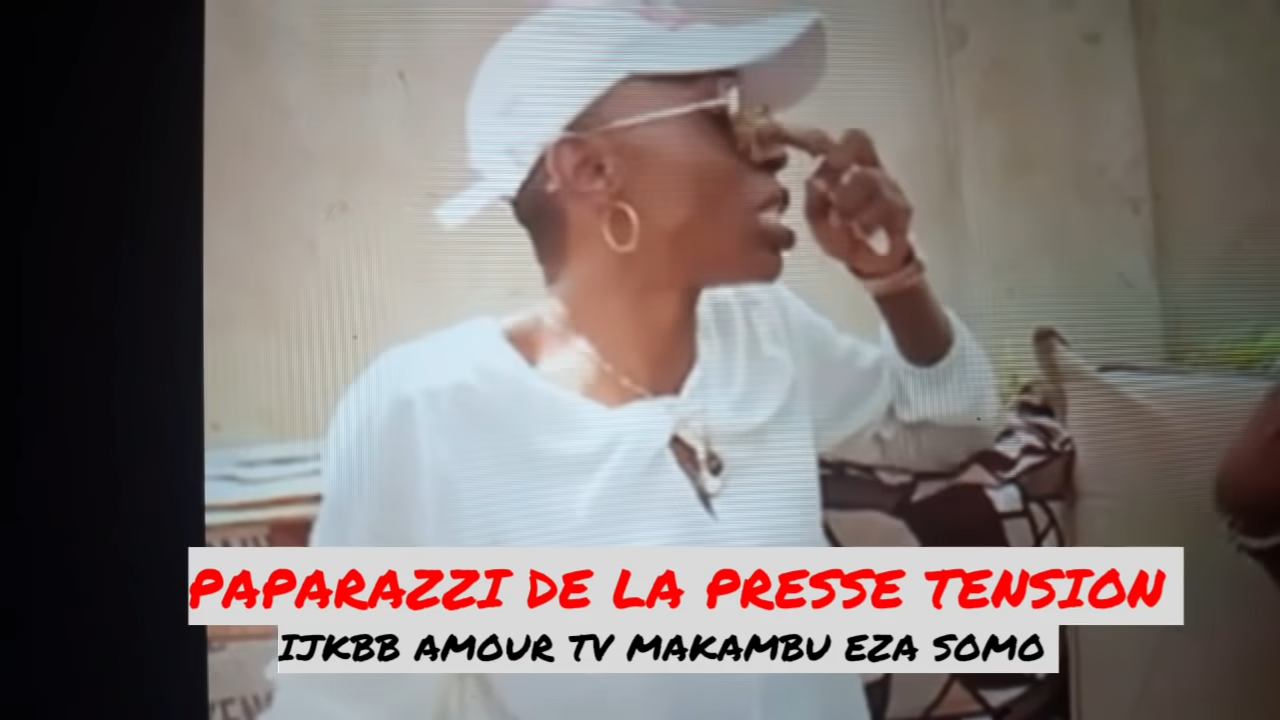 PAPARAZZI DE LA PRESSE TENSION
IJKBB AMOUR TV MAKAMBU EZA SOMO